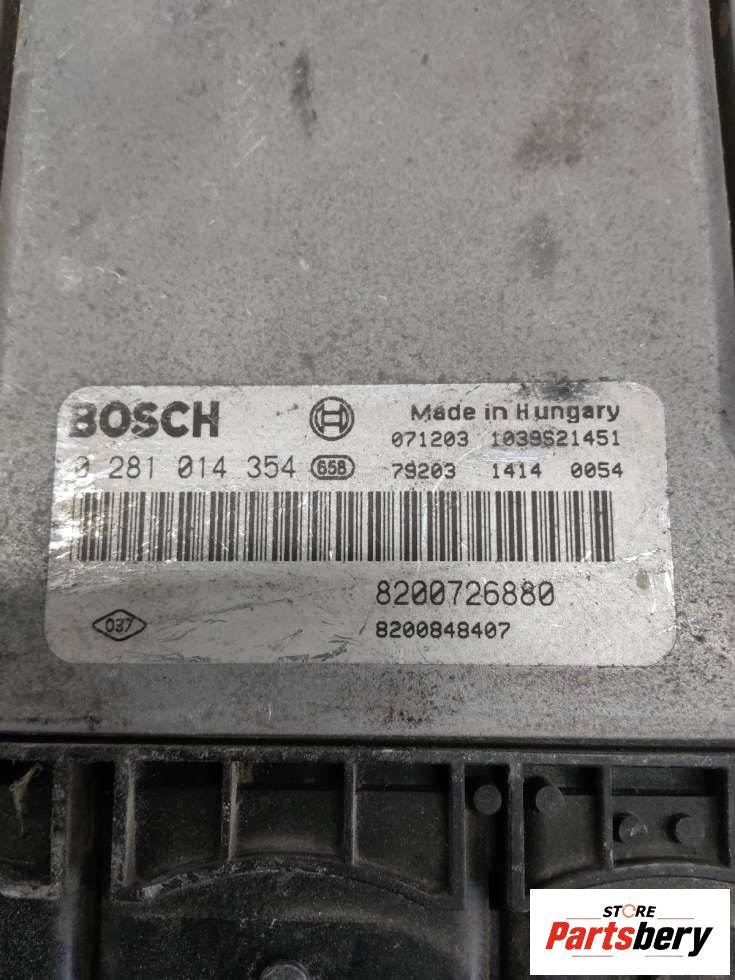 BOSCH
Made in Hungary
071203 1039S21451
0 281 014 354 658 79203 1414 0054
8200726880
037 8200848407
STORE
Partsbery